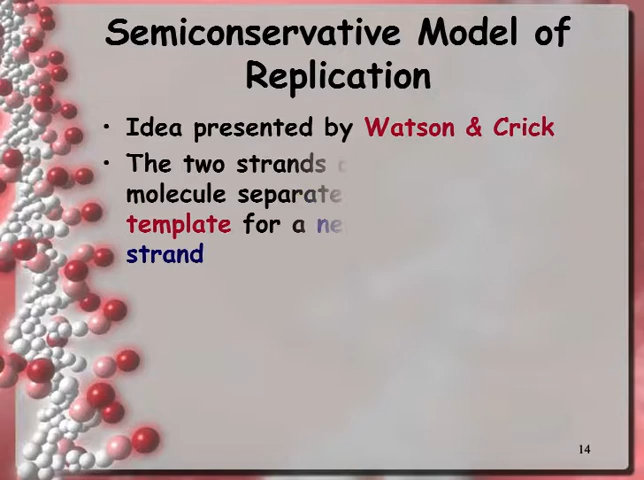 Semiconservative Model of
Replication
• Idea presented by Watson & Crick
• The two strands
molecule separate
template for a
strand
14